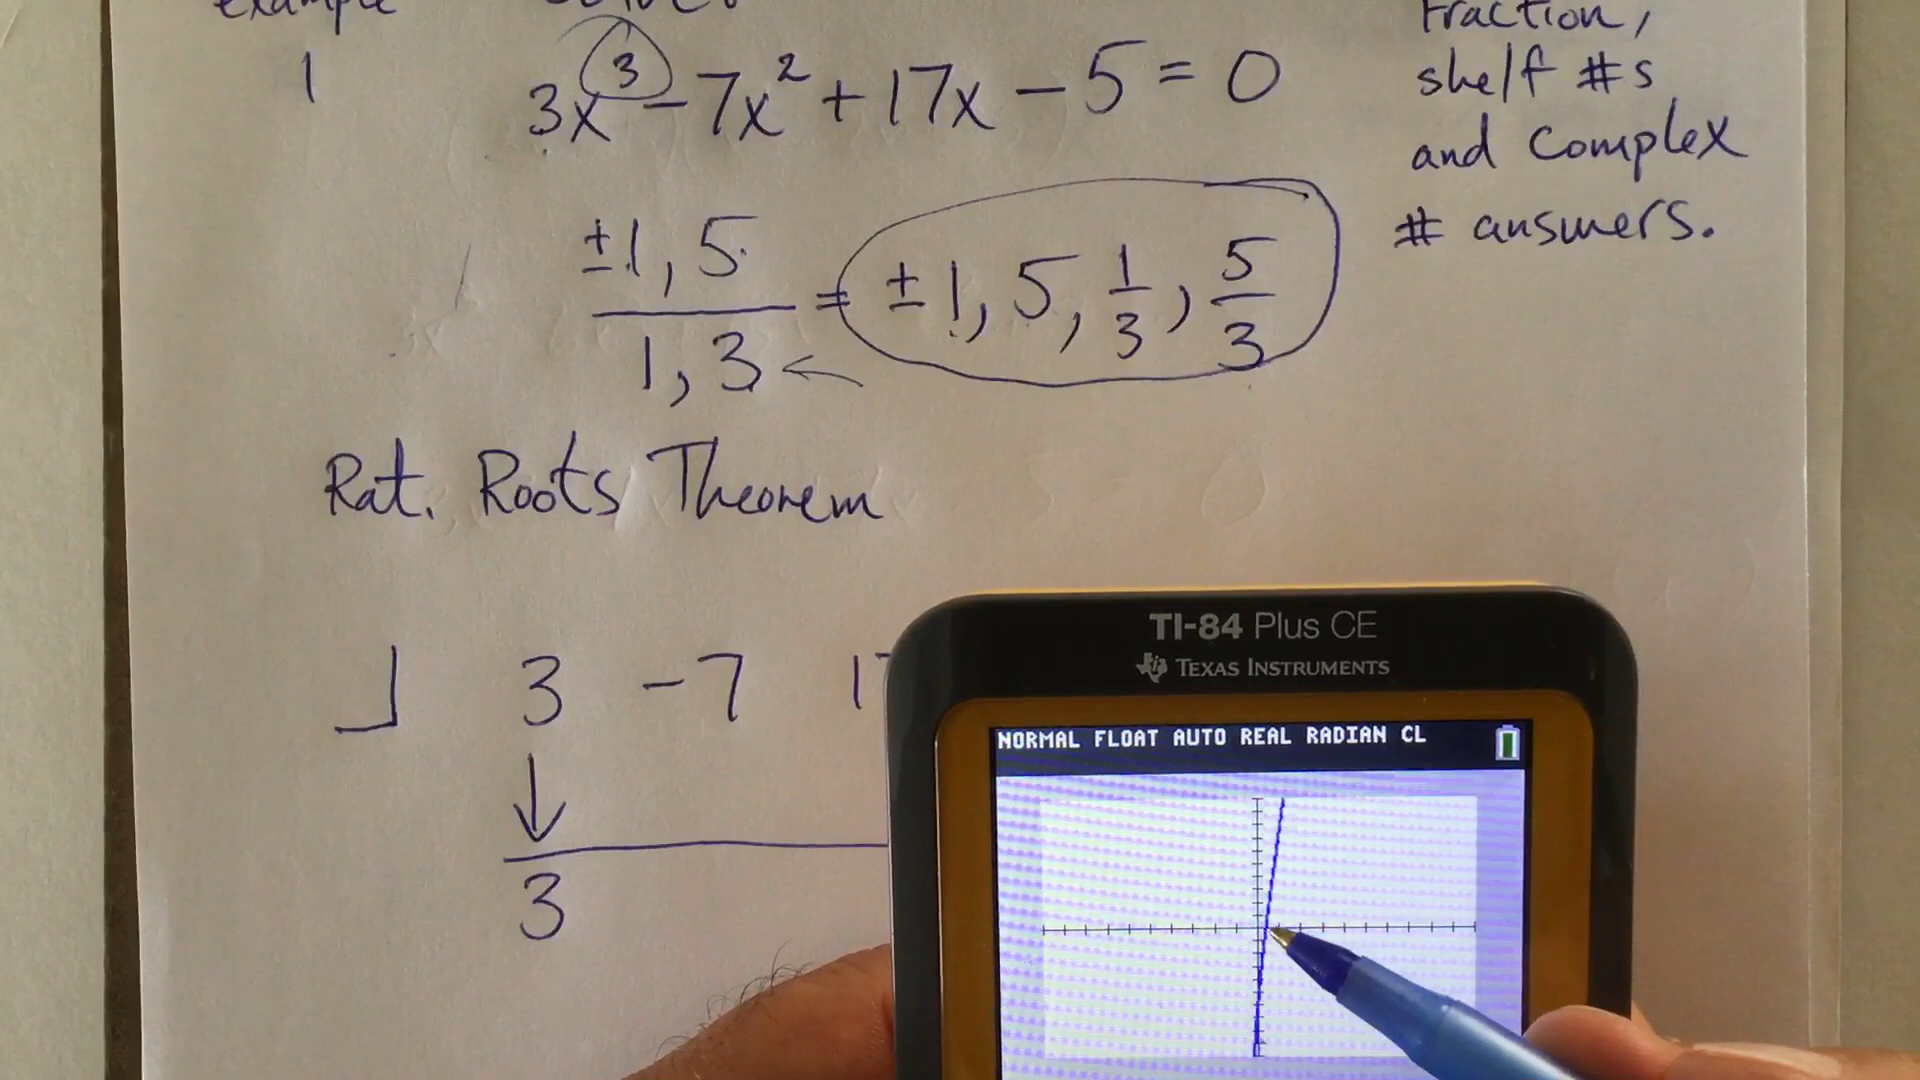 example
1
3x³ - 7x² + 17x - 5 = 0
Fraction,
shelf #s
and complex
# answers.
±1, 5
1, 3
= ±1, 5, 1/3, 5/3
Rat. Roots Theorem
3 -7
3
TI-84 Plus CE
TEXAS INSTRUMENTS
NORMAL FLOAT AUTO REAL RADIAN CL